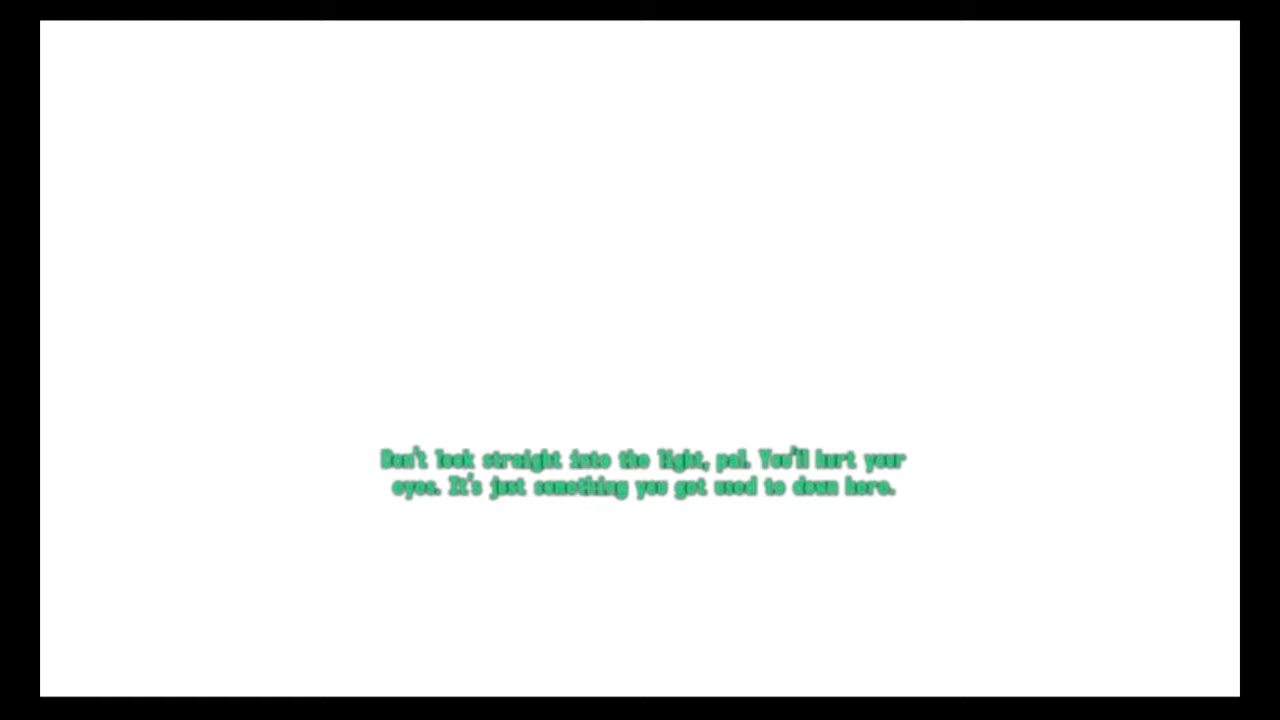 Don't look straight into the light, pal. You'll hurt your
eyes. It's just something you get used to down here.